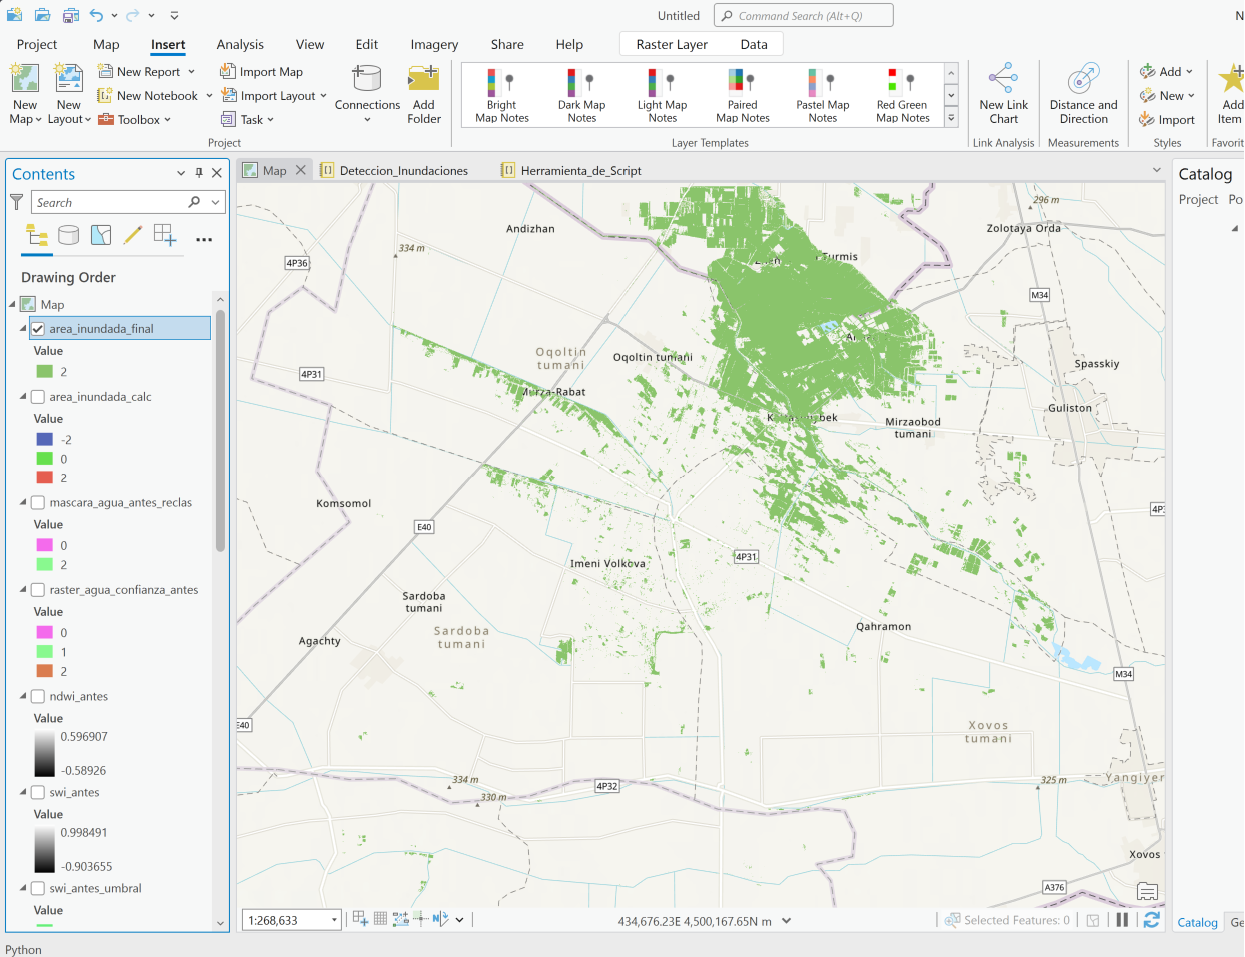 Untitled
Command Search (Alt+Q)
N
Project
Map
Insert
Analysis
View
Edit
Imagery
Share
Help
Raster Layer
Data
New Map
New Layout
New Report
New Notebook
Toolbox
Import Map
Import Layout
Task
Connections
Add Folder
Project
Bright Map Notes
Dark Map Notes
Light Map Notes
Paired Map Notes
Pastel Map Notes
Red Green Map Notes
Layer Templates
New Link Chart
Link Analysis
Distance and Direction
Measurements
Add
New
Import
Styles
Add Item
Favorit
Contents
Search
Drawing Order
Map
area_inundada_final
Value
2
area_inundada_calc
Value
-2
0
2
mascara_agua_antes_reclas
Value
0
2
raster_agua_confianza_antes
Value
0
1
2
ndwi_antes
Value
0.596907
-0.58926
swi_antes
Value
0.998491
-0.903655
swi_antes_umbral
Value
Map
Deteccion_Inundaciones
Herramienta_de_Script
296 m
Andizhan
Zolotaya Orda
334 m
4P36
Turmis
M34
Oqoltin tumani
Oqoltin tumani
4P31
Spasskiy
Murza-Rabat
Guliston
Mirzaobod tumani
Komsomol
E40
4P3
4P31
Imeni Volkova
Sardoba tumani
Sardoba tumani
Agachty
Qahramon
M34
E40
Xovos tumani
334 m
330 m
4P32
325 m
Yangiyer
Xovos
A376
1:268,633
434,676.23E 4,500,167.65N m
Selected Features: 0
Catalog
Project
Po
Catalog
Ge
Python